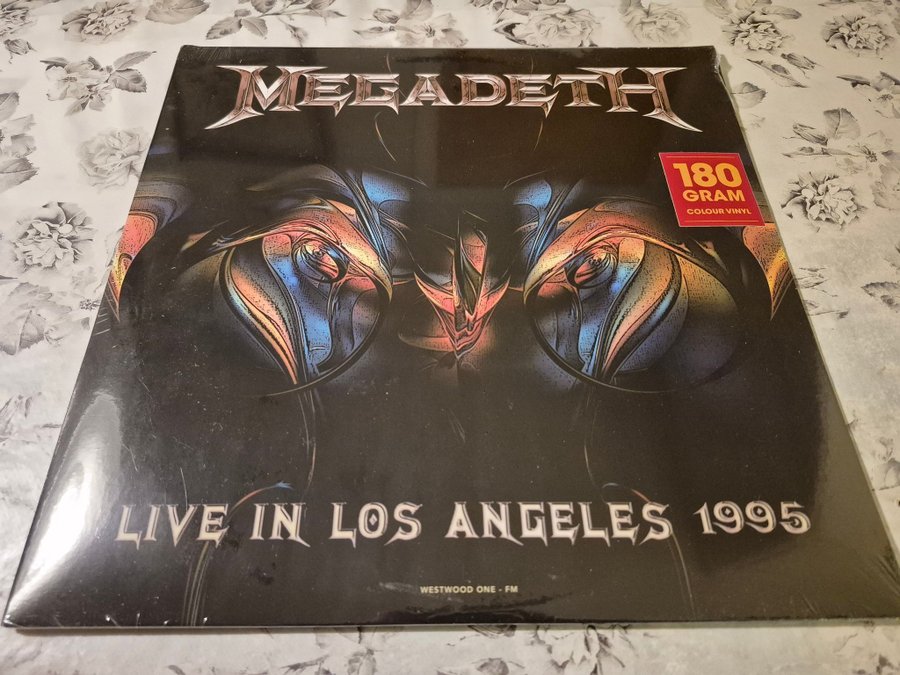 MEGADETH
180
GRAM
COLOUR VINYL
LIVE IN LOS ANGELES 1995
WESTWOOD ONE - FM